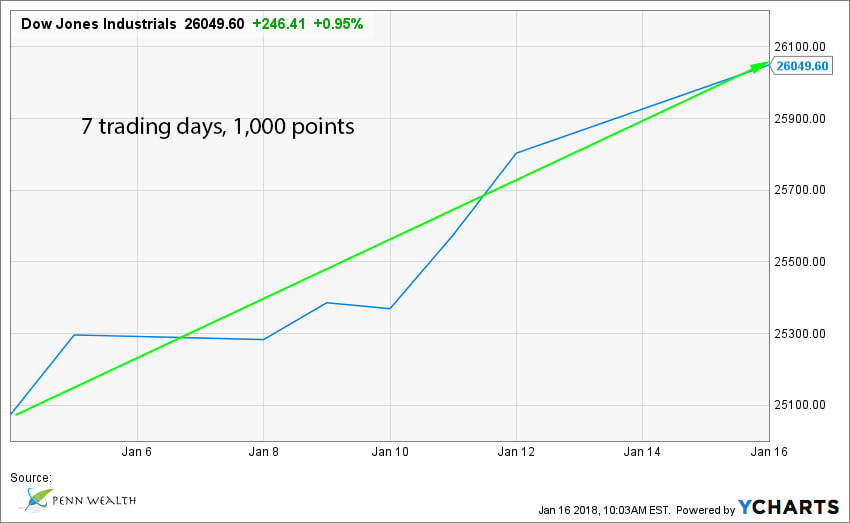 Dow Jones Industrials 26049.60 +246.41 +0.95%
26100.00
26049.60
7 trading days, 1,000 points
25900.00
25700.00
25500.00
25300.00
25100.00
Jan 6 Jan 8 Jan 10 Jan 12 Jan 14 Jan 16
Source:
PENN WEALTH
Jan 16 2018, 10:03AM EST. Powered by YCHARTS